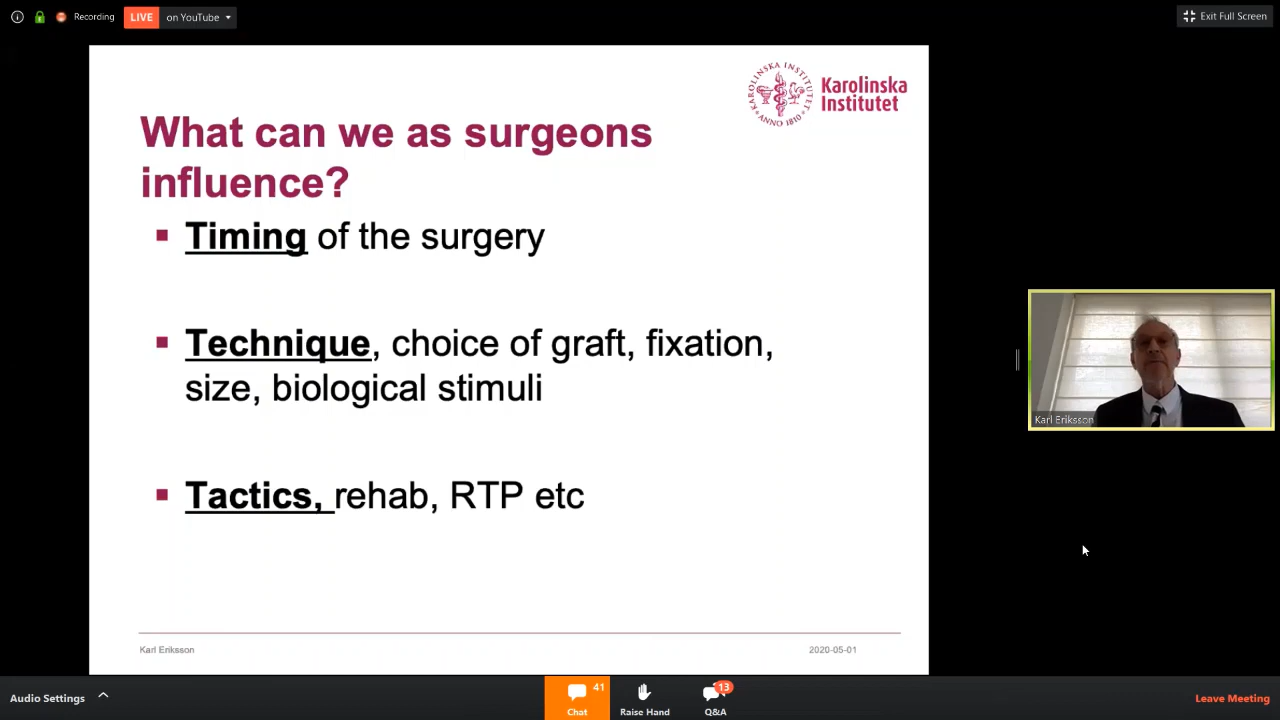 Recording
LIVE on YouTube
Exit Full Screen
KAROLINSKA INSTITUTET
ANNO 1810
Karolinska
Institutet
What can we as surgeons
influence?
Timing of the surgery
Technique, choice of graft, fixation,
size, biological stimuli
Tactics, rehab, RTP etc
Karl Eriksson
Karl Eriksson
2020-05-01
Audio Settings
41
Chat
Raise Hand
13
Q&A
Leave Meeting